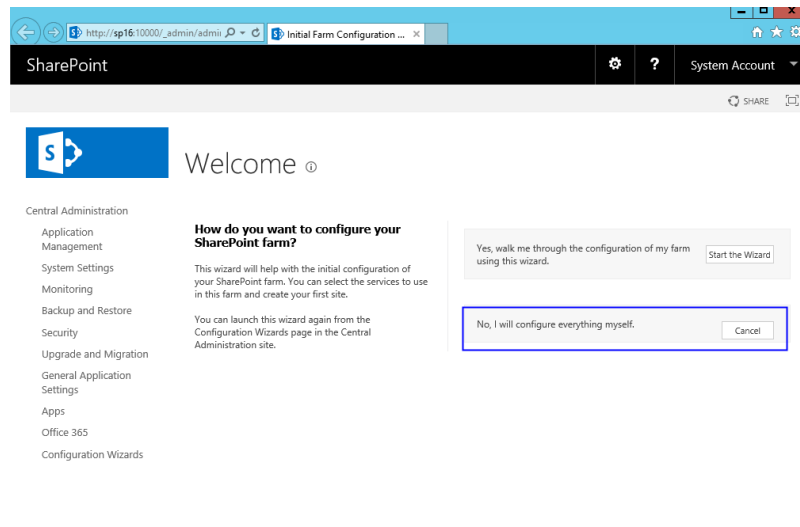 http://sp16:10000/_admin/admi
Initial Farm Configuration ...
SharePoint
?
System Account
SHARE
S
Welcome
Central Administration
Application
Management
System Settings
Monitoring
Backup and Restore
Security
Upgrade and Migration
General Application
Settings
Apps
Office 365
Configuration Wizards
How do you want to configure your
SharePoint farm?
This wizard will help with the initial configuration of
your SharePoint farm. You can select the services to use
in this farm and create your first site.
You can launch this wizard again from the
Configuration Wizards page in the Central
Administration site.
Yes, walk me through the configuration of my farm
using this wizard.
Start the Wizard
No, I will configure everything myself.
Cancel